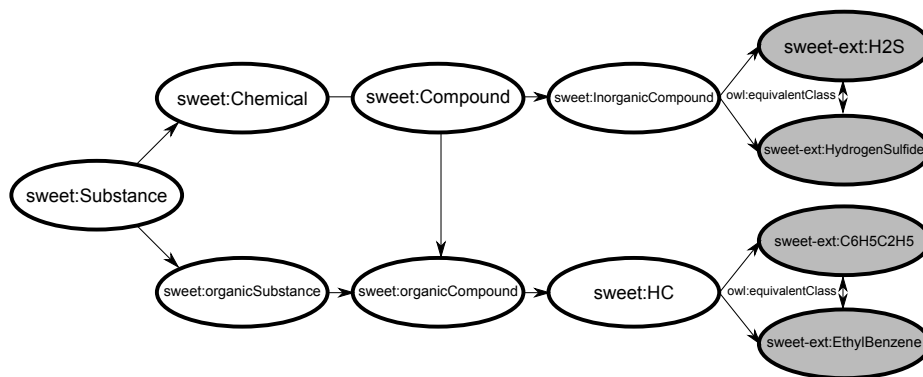 sweet-ext:H2S
sweet:Chemical
sweet:Compound
sweet:InorganicCompound
owl:equivalentClass
sweet-ext:HydrogenSulfide
sweet:Substance
sweet-ext:C6H5C2H5
sweet:organicSubstance
sweet:organicCompound
sweet:HC
owl:equivalentClass
sweet-ext:EthylBenzene